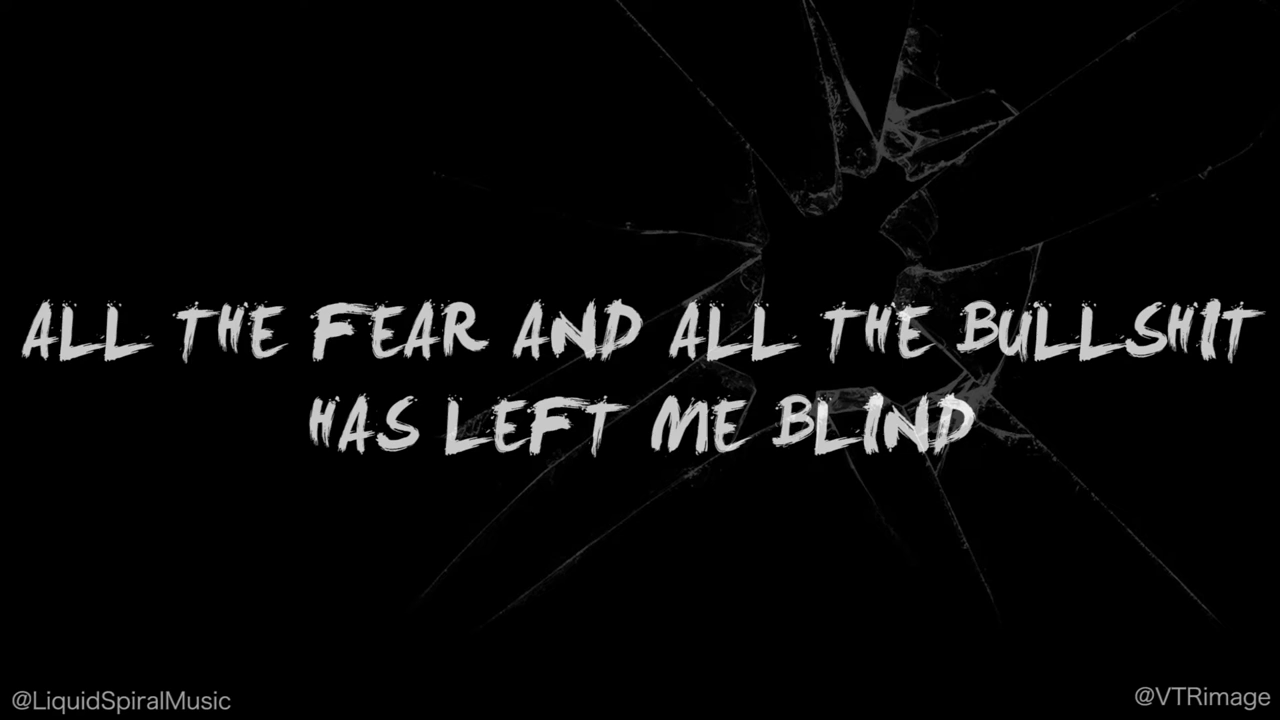 ALL THE FEAR AND ALL THE BULLSHIT
HAS LEFT ME BLIND
@LiquidSpiralMusic
@VTRimage